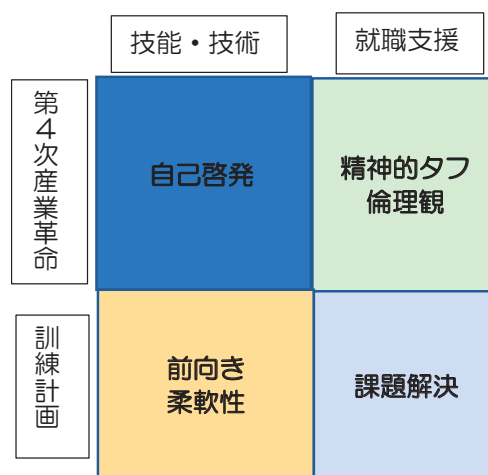 技能・技術
就職支援
第4次産業革命
自己啓発
精神的タフ
倫理観
訓練計画
前向き
柔軟性
課題解決